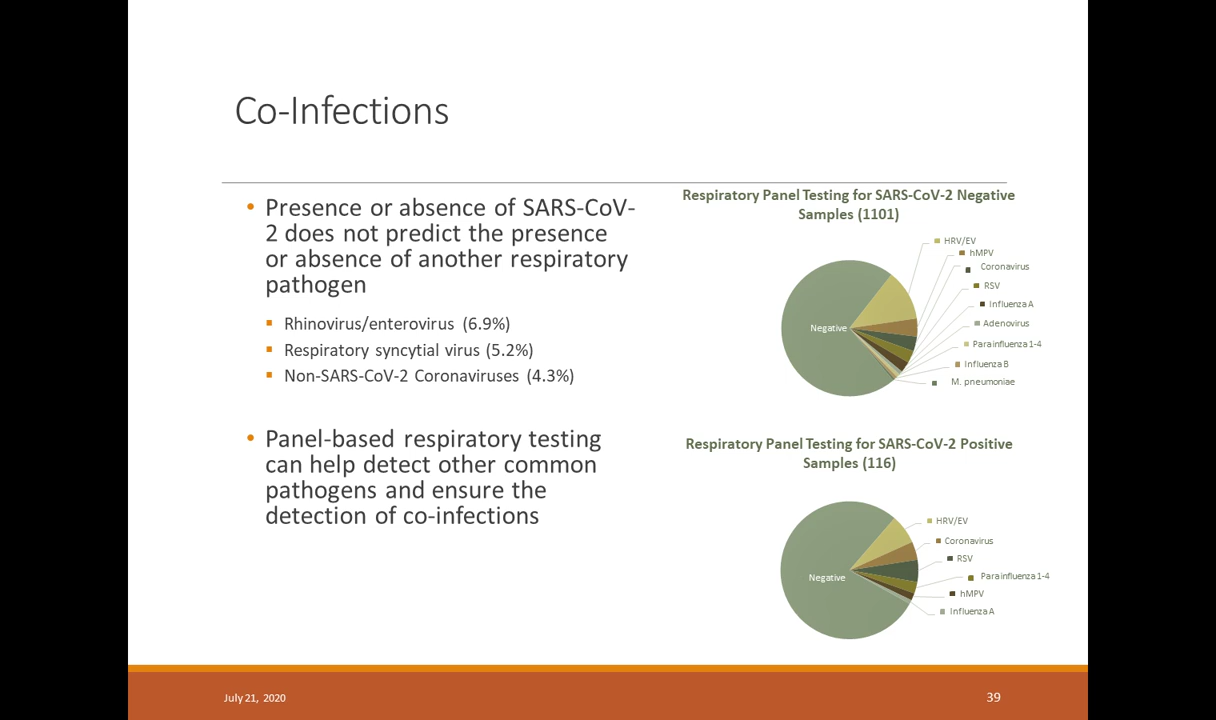 Co-Infections
Presence or absence of SARS-CoV-
2 does not predict the presence
or absence of another respiratory
pathogen
Rhinovirus/enterovirus (6.9%)
Respiratory syncytial virus (5.2%)
Non-SARS-CoV-2 Coronaviruses (4.3%)
Panel-based respiratory testing
can help detect other common
pathogens and ensure the
detection of co-infections
Respiratory Panel Testing for SARS-CoV-2 Negative
Samples (1101)
HRV/EV
hMPV
Coronavirus
RSV
Influenza A
Adenovirus
Parainfluenza 1-4
Influenza B
M. pneumoniae
Negative
Respiratory Panel Testing for SARS-CoV-2 Positive
Samples (116)
HRV/EV
Coronavirus
RSV
Parainfluenza 1-4
hMPV
Influenza A
Negative
July 21, 2020
39